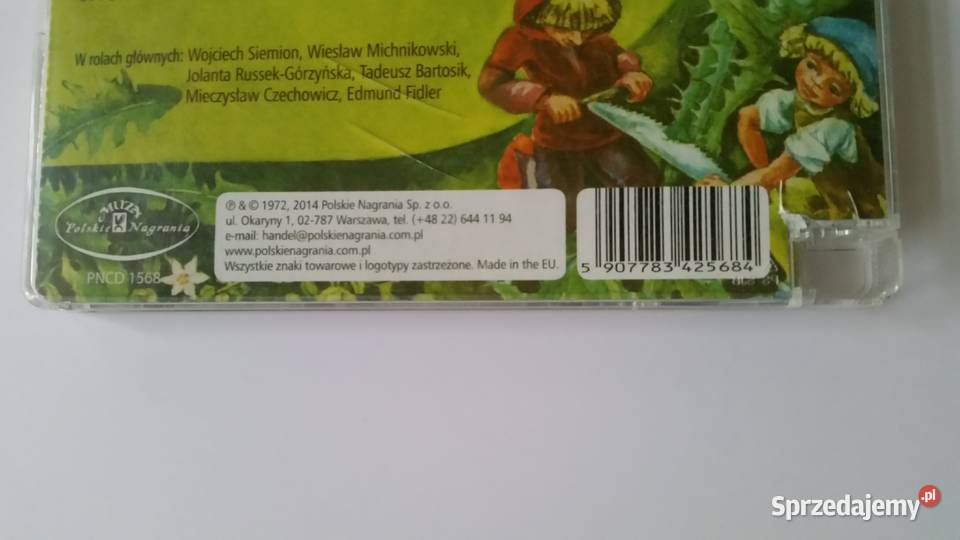 W rolach głównych: Wojciech Siemion, Wiesław Michnikowski,
Jolanta Russek-Górzyńska, Tadeusz Bartosik,
Mieczysław Czechowicz, Edmund Fidler
MUZA
Polskie Nagrania
PNCD 1568
℗ & © 1972, 2014 Polskie Nagrania Sp. z o.o.
ul. Okaryny 1, 02-787 Warszawa, tel. (+48 22) 644 11 94
e-mail: handel@polskienagrania.com.pl
www.polskienagrania.com.pl
Wszystkie znaki towarowe i logotypy zastrzeżone. Made in the EU.
5 907783 425684
Sprzedajemy.pl